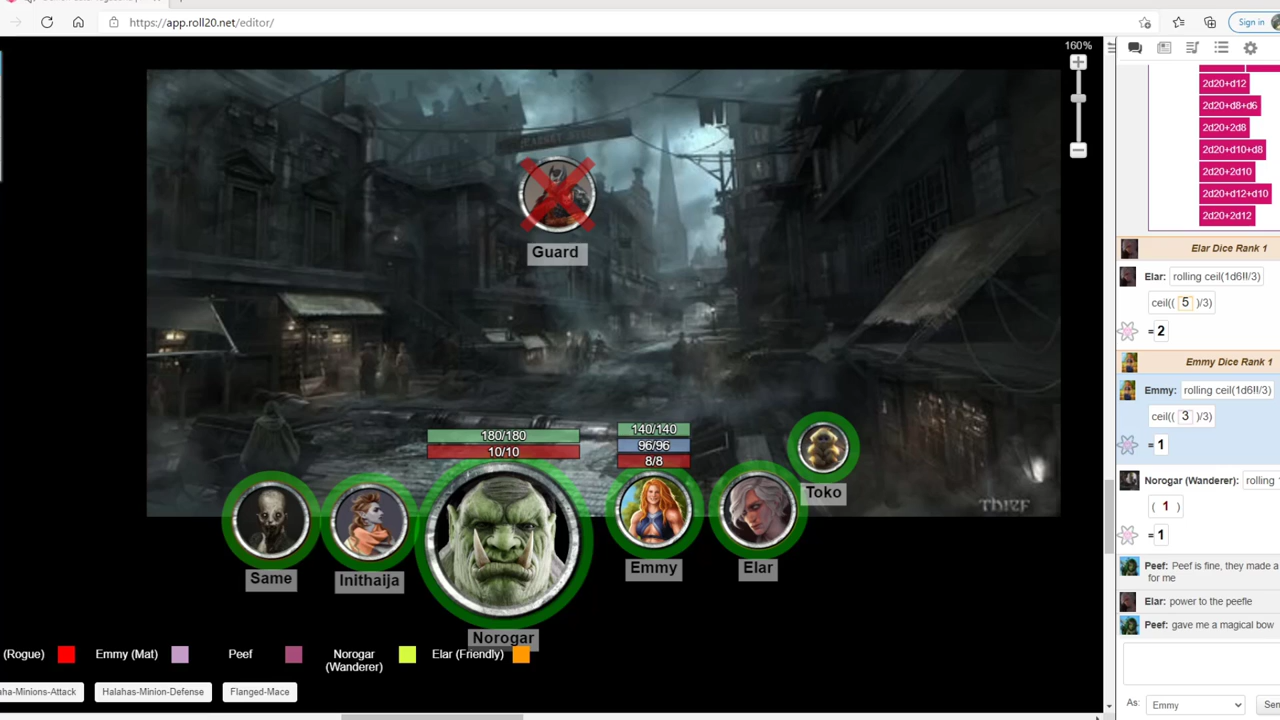 https://app.roll20.net/editor/
Sign in
160%
2d20+d12
2d20+d8+d6
2d20+2d8
2d20+d10+d8
2d20+2d10
2d20+d12+d10
2d20+2d12
Guard
Elar Dice Rank 1
Elar: rolling ceil(1d6!!/3)
ceil(( 5 )/3)
= 2
Emmy Dice Rank 1
Emmy: rolling ceil(1d6!!/3)
ceil(( 3 )/3)
= 1
Norogar (Wanderer): rolling
( 1 )
= 1
Peef: Peef is fine, they made a
for me
Elar: power to the peefle
Peef: gave me a magical bow
As: Emmy
180/180
10/10
140/140
96/96
8/8
Toko
THIEF
Same
Inithaija
Emmy
Elar
Norogar
(Rogue)
Emmy (Mat)
Peef
Norogar
(Wanderer)
Elar (Friendly)
aha-Minions-Attack
Halahas-Minion-Defense
Flanged-Mace